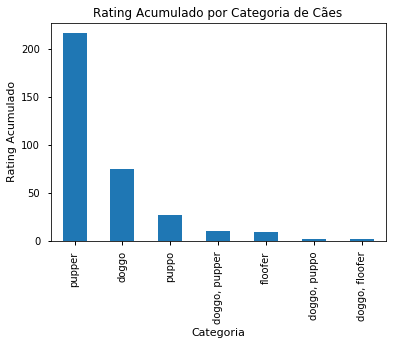 Rating Acumulado por Categoria de Cães
Rating Acumulado
200
150
100
50
0
pupper
doggo
puppo
doggo, pupper
floofer
doggo, puppo
doggo, floofer
Categoria